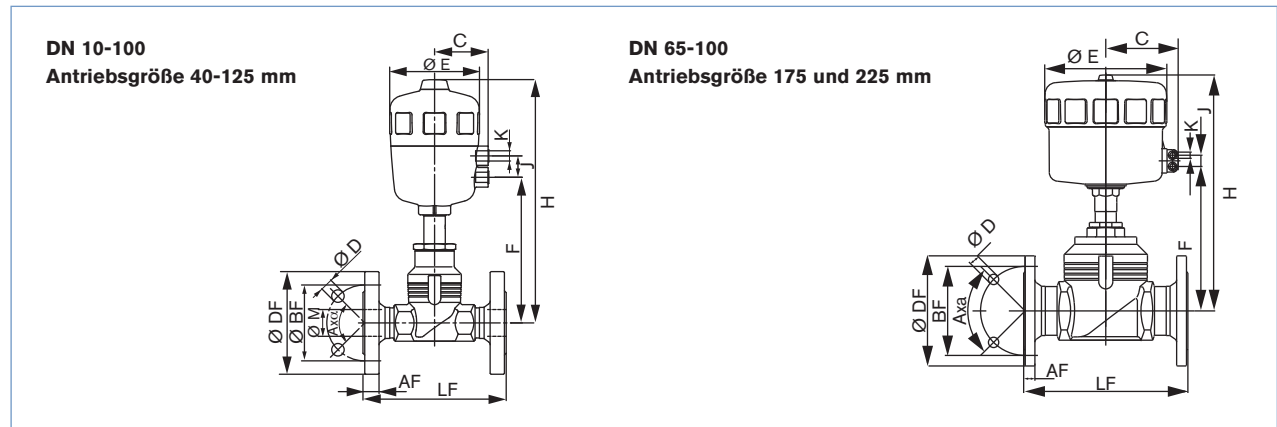 DN 10-100
Antriebsgröße 40-125 mm
C
Ø E
K
J
H
F
Ø D
Ø DF
Ø BF
Ø M
Axα
AF
LF
DN 65-100
Antriebsgröße 175 und 225 mm
C
Ø E
J
K
H
F
Ø D
Ø DF
BF
Axa
AF
LF